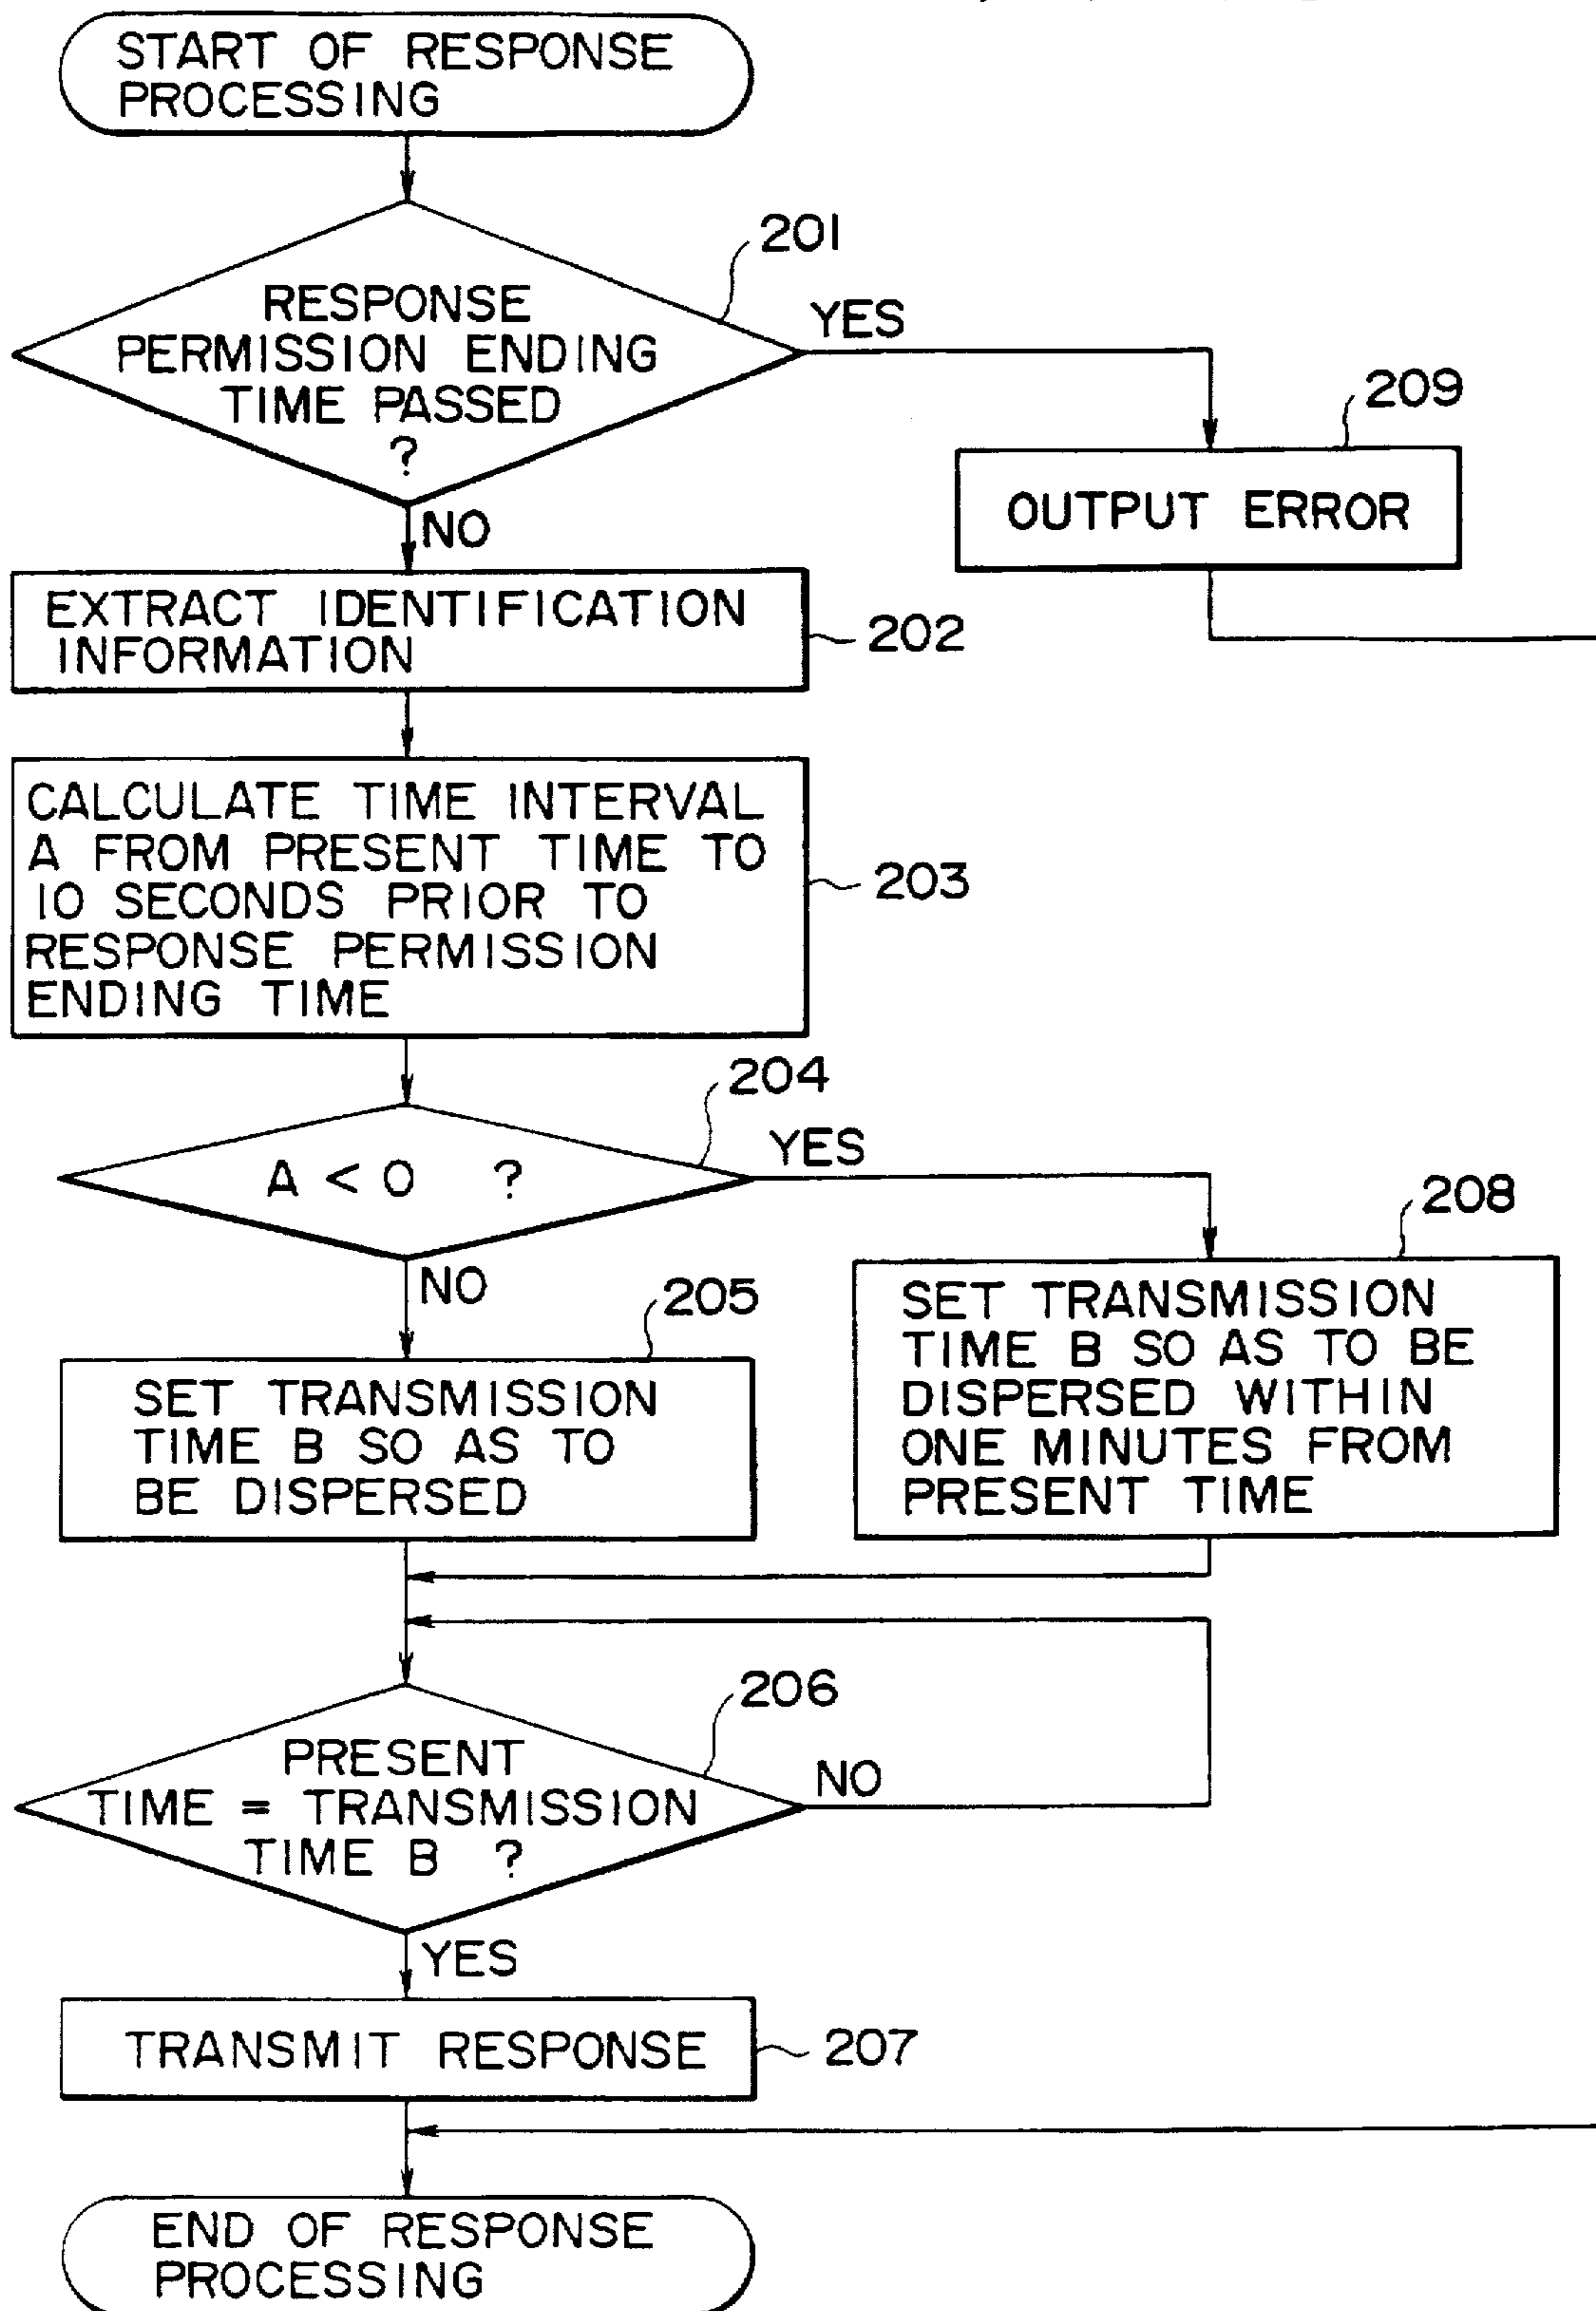 START OF RESPONSE
PROCESSING
201
RESPONSE
PERMISSION ENDING
TIME PASSED
?
YES
209
OUTPUT ERROR
NO
EXTRACT IDENTIFICATION
INFORMATION
202
CALCULATE TIME INTERVAL
A FROM PRESENT TIME TO
10 SECONDS PRIOR TO
RESPONSE PERMISSION
ENDING TIME
203
204
A < 0 ?
YES
208
NO
205
SET TRANSMISSION
TIME B SO AS TO
BE DISPERSED
SET TRANSMISSION
TIME B SO AS TO BE
DISPERSED WITHIN
ONE MINUTES FROM
PRESENT TIME
206
PRESENT
TIME = TRANSMISSION
TIME B ?
NO
YES
TRANSMIT RESPONSE
207
END OF RESPONSE
PROCESSING